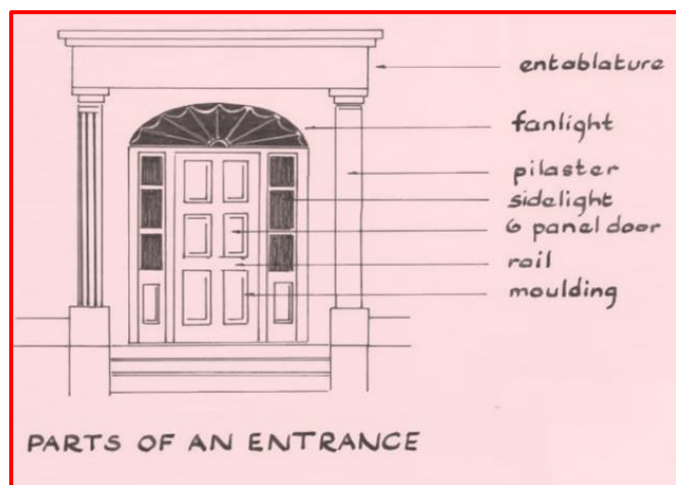 entablature
fanlight
pilaster
sidelight
6 panel door
rail
moulding
PARTS OF AN ENTRANCE